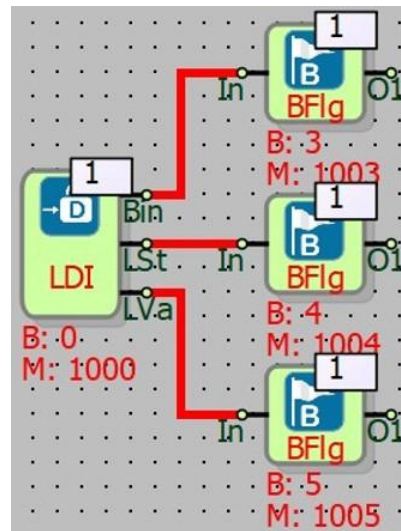 1
B
In
O1
BFlg
B: 3
M: 1003
1
D
Bin
LSt
LVa
LDI
B: 0
M: 1000
1
B
In
O1
BFlg
B: 4
M: 1004
1
B
In
O1
BFlg
B: 5
M: 1005